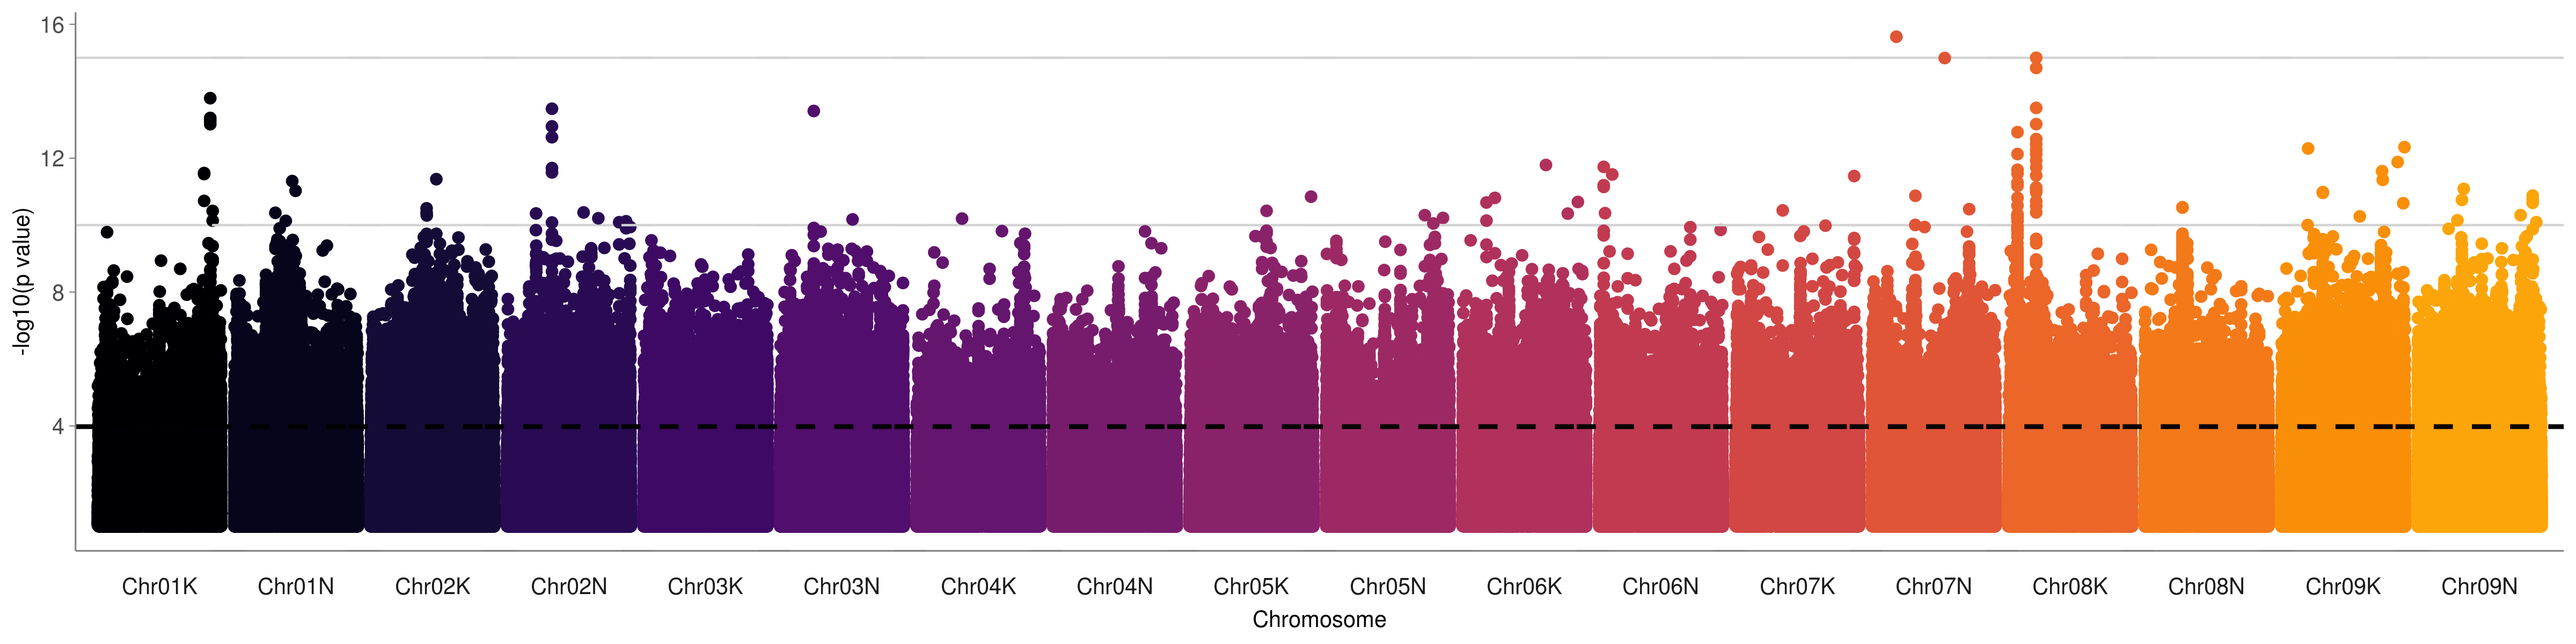 16
12
8
4
-log10(p value)
Chr01K Chr01N Chr02K Chr02N Chr03K Chr03N Chr04K Chr04N Chr05K Chr05N Chr06K Chr06N Chr07K Chr07N Chr08K Chr08N Chr09K Chr09N
Chromosome